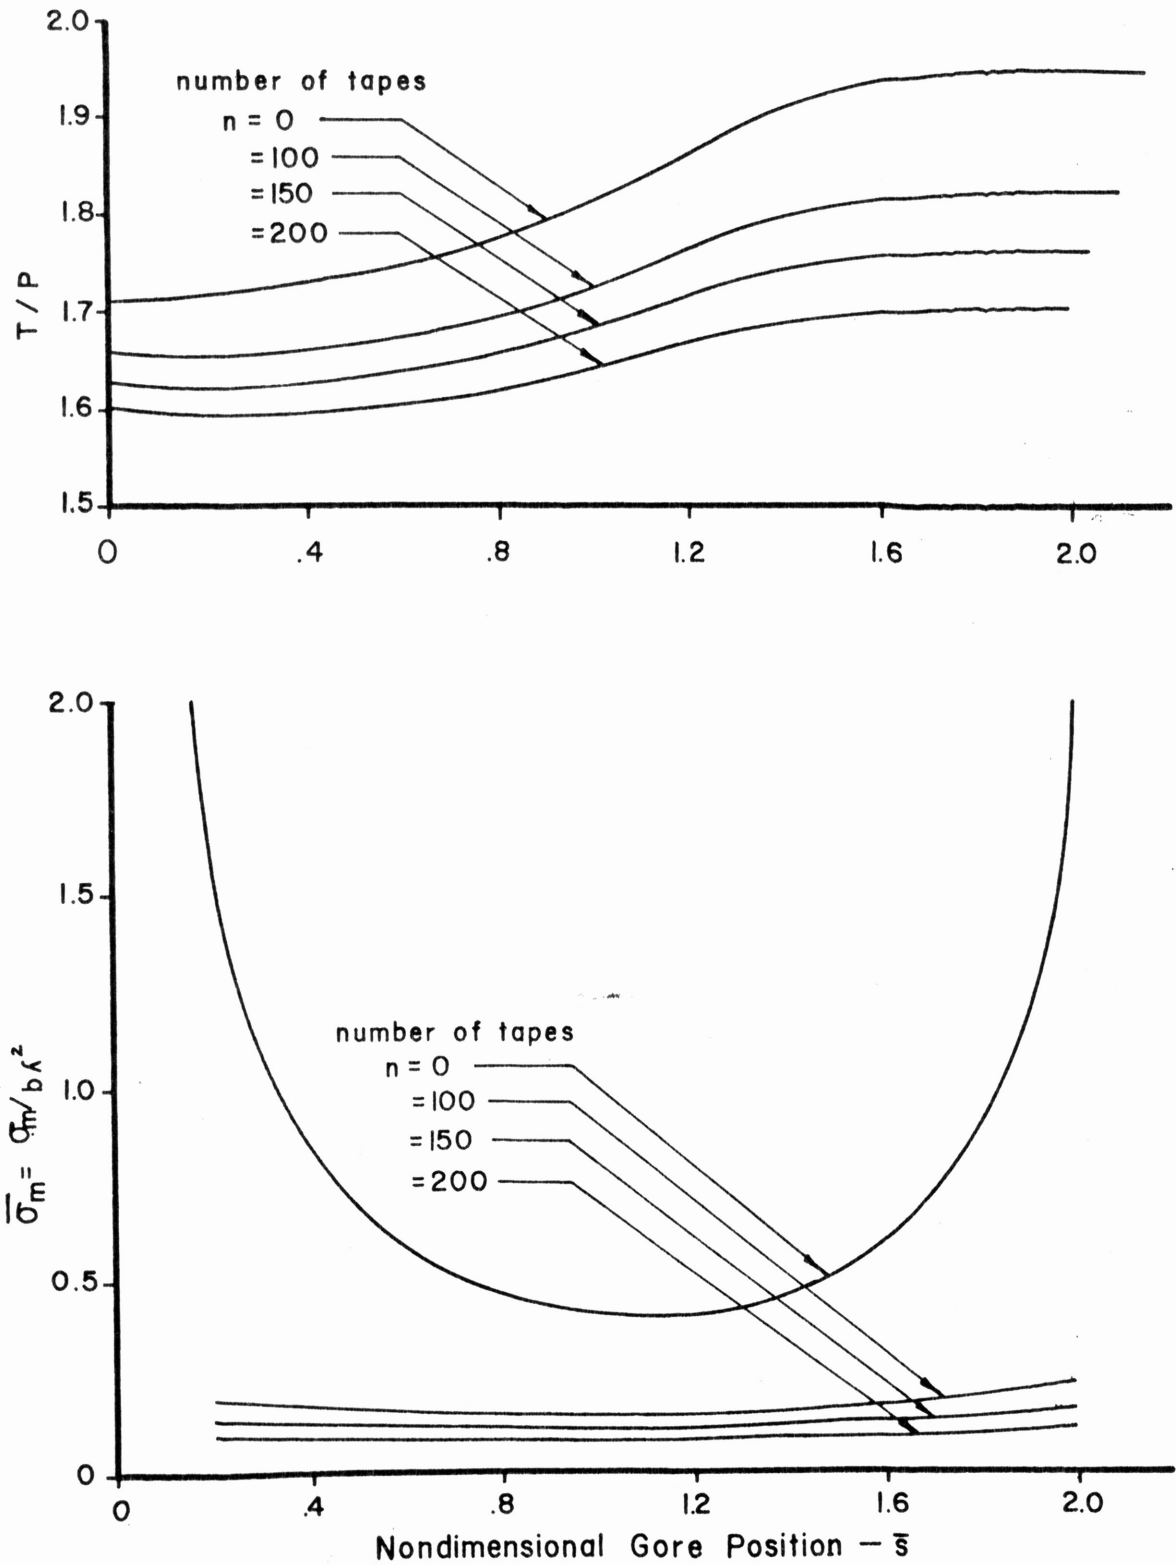 2.0
number of tapes
1.9
n = 0
=100
=150
1.8
=200
T / P
1.7
1.6
1.5
0 .4 .8 1.2 1.6 2.0
2.0
1.5
number of tapes
n = 0
1.0
=100
=150
=200
σ̅m = σm/bλ²
0.5
0
0 .4 .8 1.2 1.6 2.0
Nondimensional Gore Position – s̅